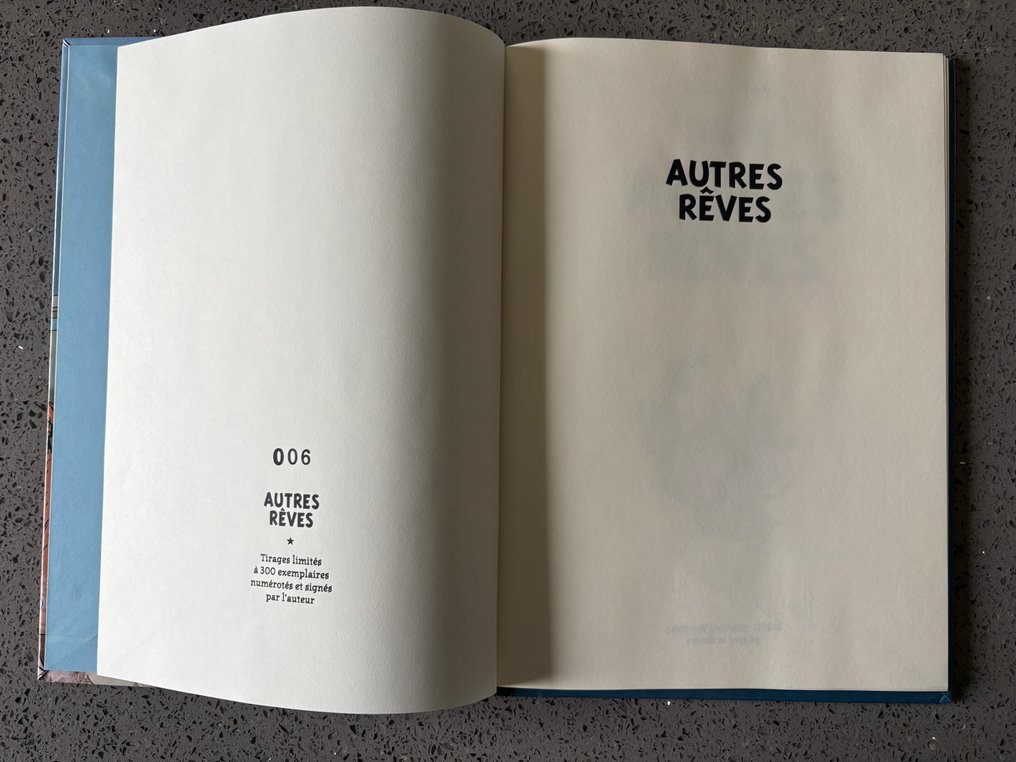 006
AUTRES
RÊVES
★
Tirages limités
à 300 exemplaires
numérotés et signés
par l'auteur
AUTRES
RÊVES